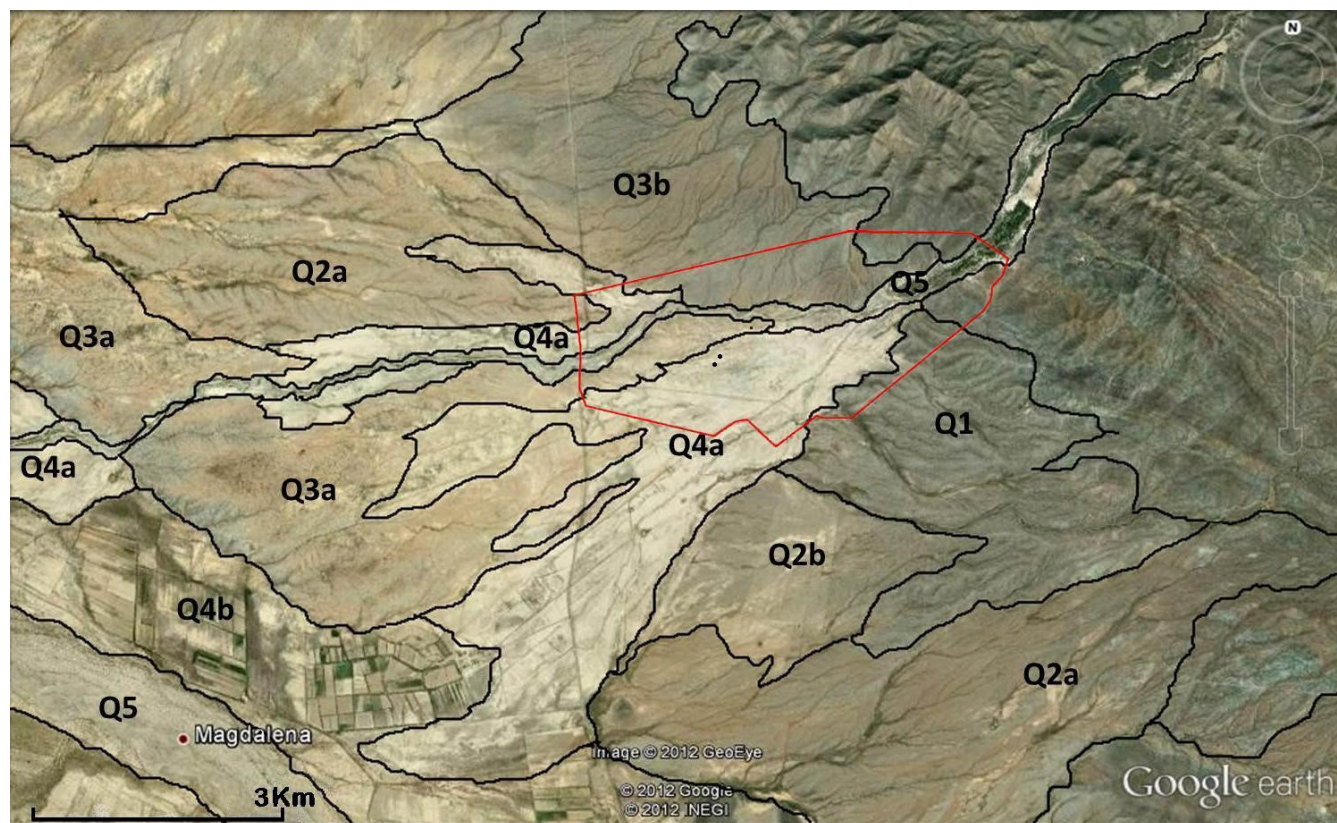 N
Q3b
Q2a
Q5
Q3a
Q4a
Q1
Q4a
Q4a
Q3a
Q2b
Q4b
Q2a
Q5
Magdalena
Image © 2012 GeoEye
Google earth
© 2012 Google
3Km
© 2012 INEGI